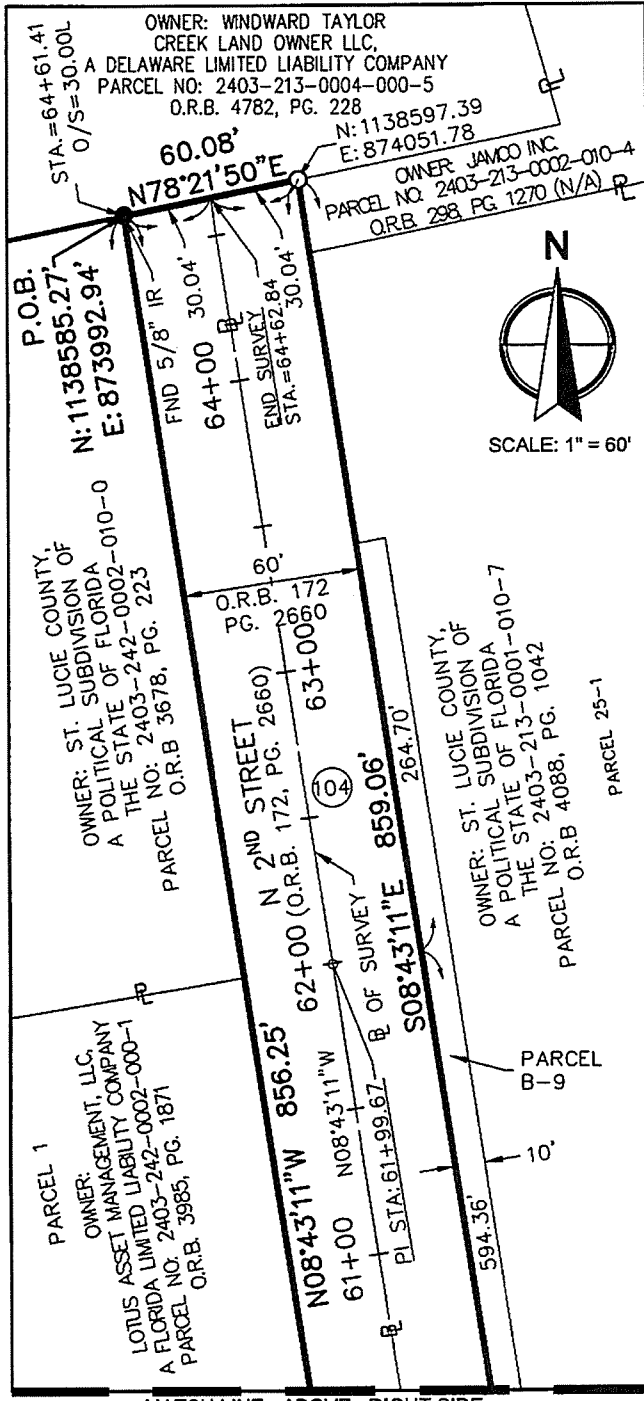 OWNER: WINDWARD TAYLOR
CREEK LAND OWNER LLC,
A DELAWARE LIMITED LIABILITY COMPANY
PARCEL NO: 2403-213-0004-000-5
O.R.B. 4782, PG. 228
STA.=64+61.41
O/S=30.00L
60.08'
N78°21'50"E
N:1138597.39
E: 874051.78
OWNER: JAMCO INC.
PARCEL NO. 2403-213-0002-010-4
O.R.B. 298, PG. 1270 (N/A)
P.O.B.
N: 1138585.27'
E: 873992.94'
FND 5/8" IR
30.04'
64+00
END SURVEY
STA.=64+62.84
30.04'
N
SCALE: 1" = 60'
OWNER: ST. LUCIE COUNTY,
A POLITICAL SUBDIVISION OF
THE STATE OF FLORIDA
PARCEL NO: 2403-242-0002-010-0
O.R.B 3678, PG. 223
60'
O.R.B. 172
PG. 2660
63+00
N 2ND STREET
(O.R.B. 172, PG. 2660)
104
62+00
264.70'
S08°43'11"E 859.06'
BL OF SURVEY
OWNER: ST. LUCIE COUNTY,
A POLITICAL SUBDIVISION OF
THE STATE OF FLORIDA
PARCEL NO: 2403-213-0001-010-7
O.R.B 4088, PG. 1042
PARCEL 25-1
PARCEL 1
OWNER:
LOTUS ASSET MANAGEMENT, LLC,
A FLORIDA LIMITED LIABILITY COMPANY
PARCEL NO: 2403-242-0002-000-1
O.R.B. 3985, PG. 1871
N08°43'11"W 856.25'
61+00
N08°43'11"W
PI STA:61+99.67
PARCEL
B-9
10'
594.36'